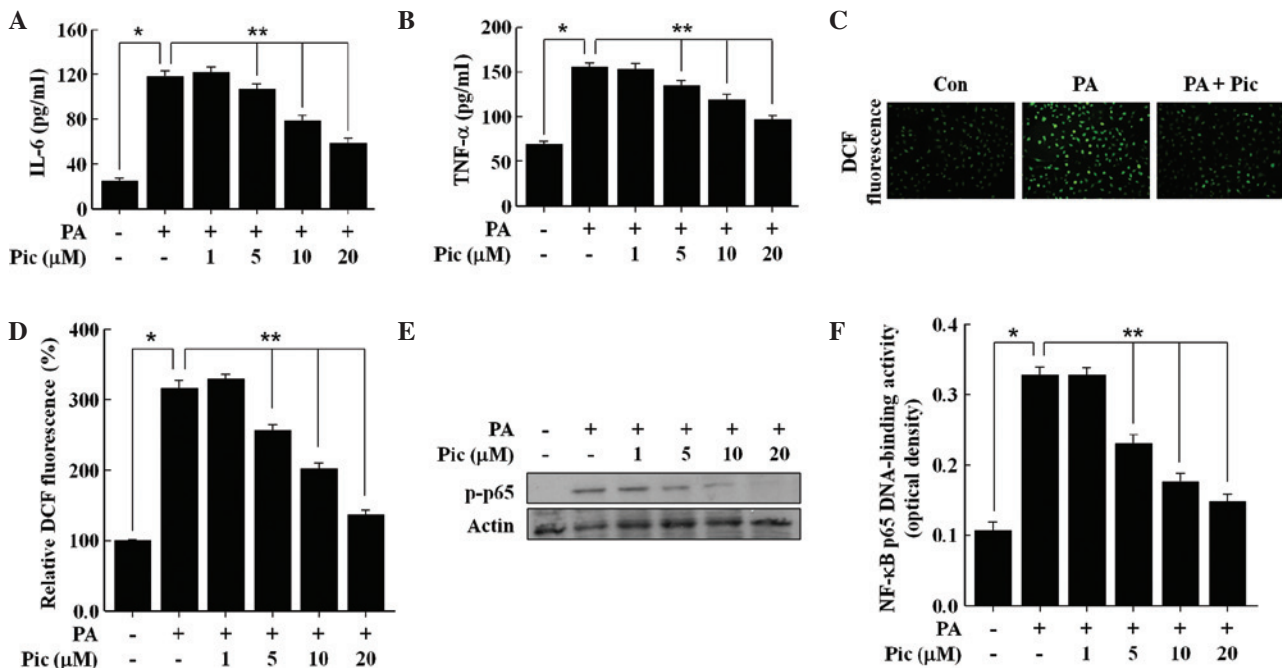 A
IL-6 (pg/ml)
160
120
80
40
0
* **
PA - + + + + +
Pic (μM) - - 1 5 10 20
B
TNF-α (pg/ml)
200
150
100
50
0
* **
PA - + + + + +
Pic (μM) - - 1 5 10 20
C
Con PA PA + Pic
DCF
fluorescence
D
Relative DCF fluorescence (%)
400
300
200
100
0.0
* **
PA - + + + + +
Pic (μM) - - 1 5 10 20
E
PA - + + + + +
Pic (μM) - - 1 5 10 20
p-p65
Actin
F
NF-κB p65 DNA-binding activity
(optical density)
0.4
0.3
0.2
0.1
0.0
* **
PA - + + + + +
Pic (μM) - - 1 5 10 20